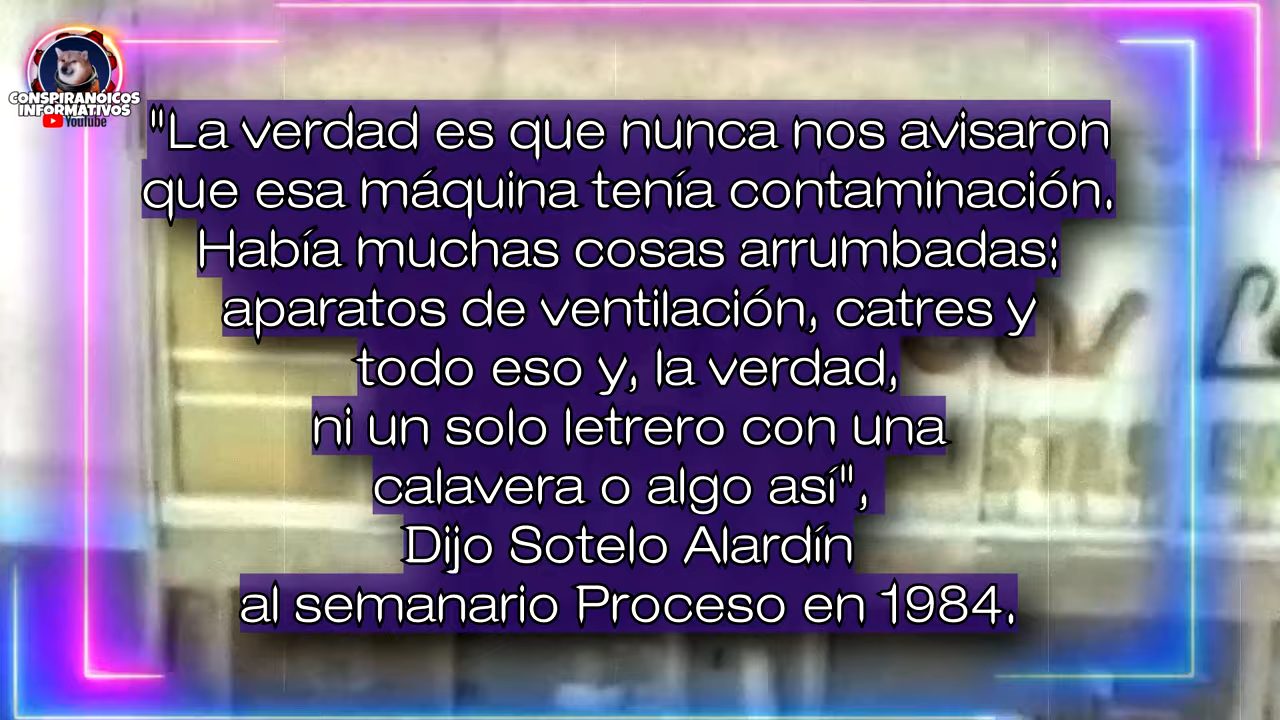 CONSPIRANOICOS
INFORMATIVOS
YouTube
"La verdad es que nunca nos avisaron
que esa máquina tenía contaminación.
Había muchas cosas arrumbadas;
aparatos de ventilación, catres y
todo eso y, la verdad,
ni un solo letrero con una
calavera o algo así",
Dijo Sotelo Alardín
al semanario Proceso en 1984.